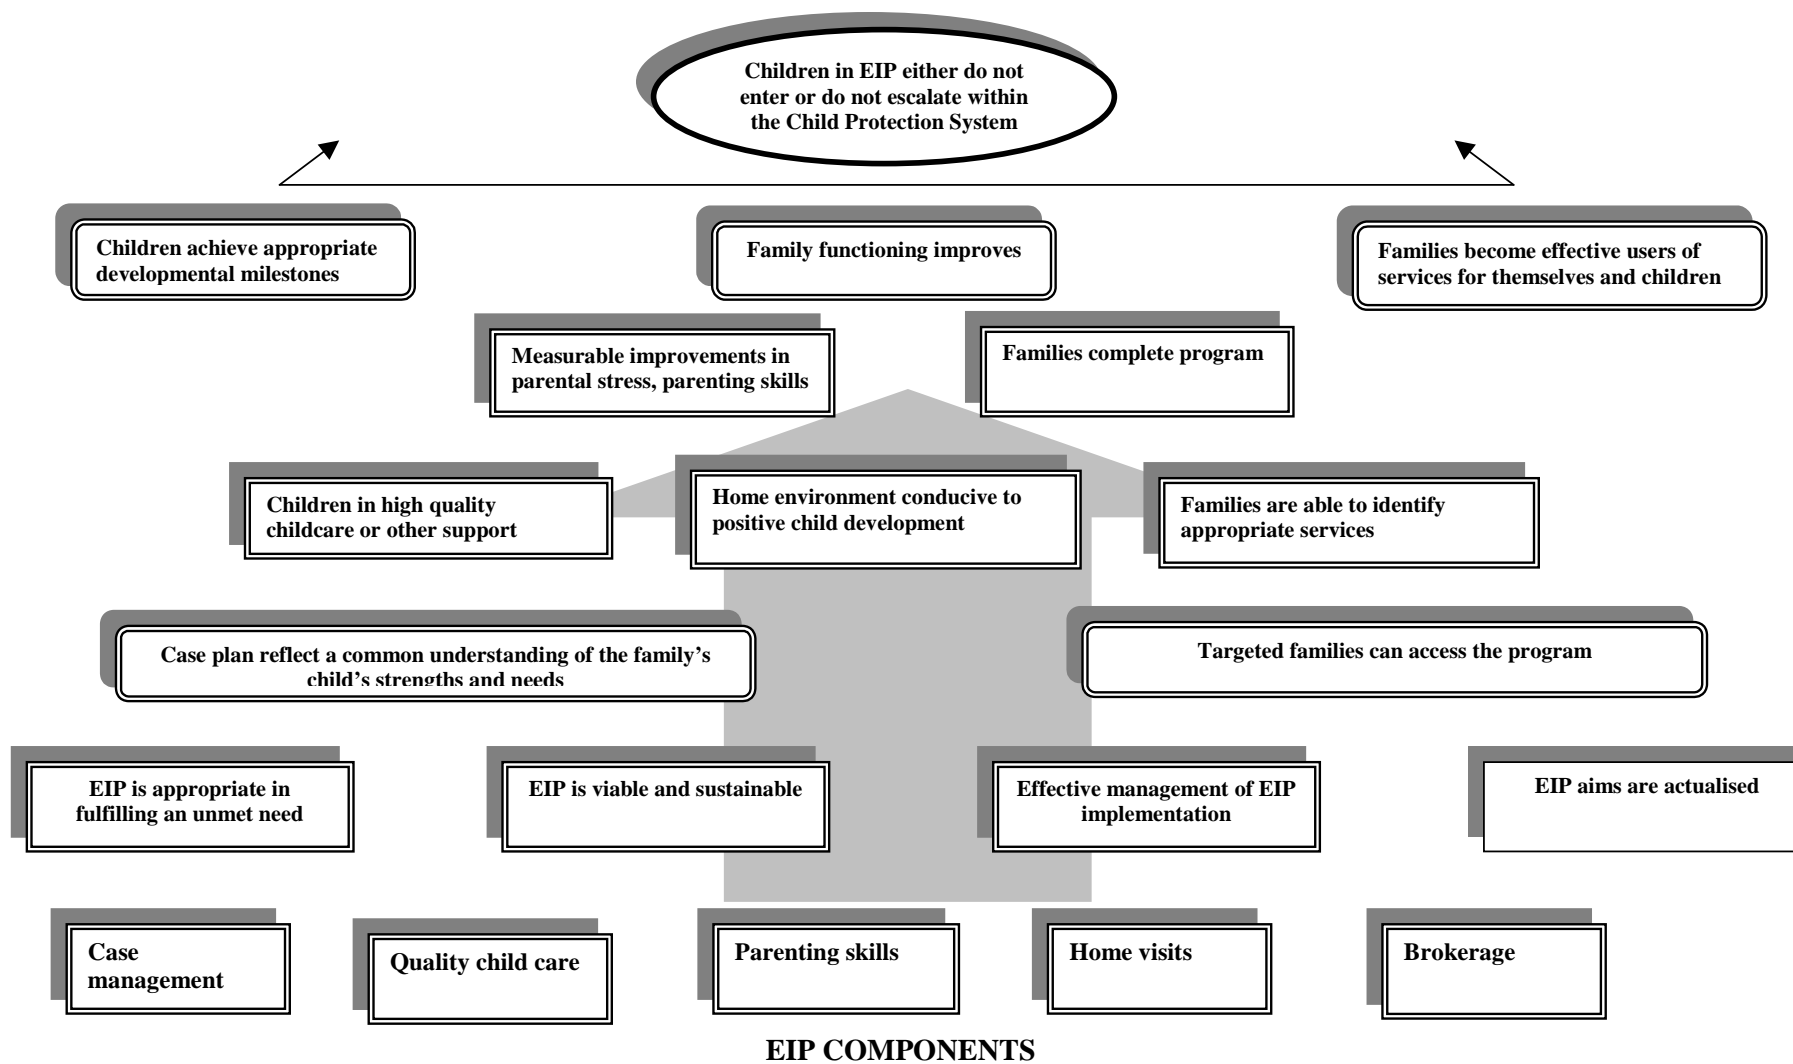 Children in EIP either do not
enter or do not escalate within
the Child Protection System
Children achieve appropriate
developmental milestones
Family functioning improves
Families become effective users of
services for themselves and children
Measurable improvements in
parental stress, parenting skills
Families complete program
Children in high quality
childcare or other support
Home environment conducive to
positive child development
Families are able to identify
appropriate services
Case plan reflect a common understanding of the family’s
child’s strengths and needs
Targeted families can access the program
EIP is appropriate in
fulfilling an unmet need
EIP is viable and sustainable
Effective management of EIP
implementation
EIP aims are actualised
Case
management
Quality child care
Parenting skills
Home visits
Brokerage
EIP COMPONENTS